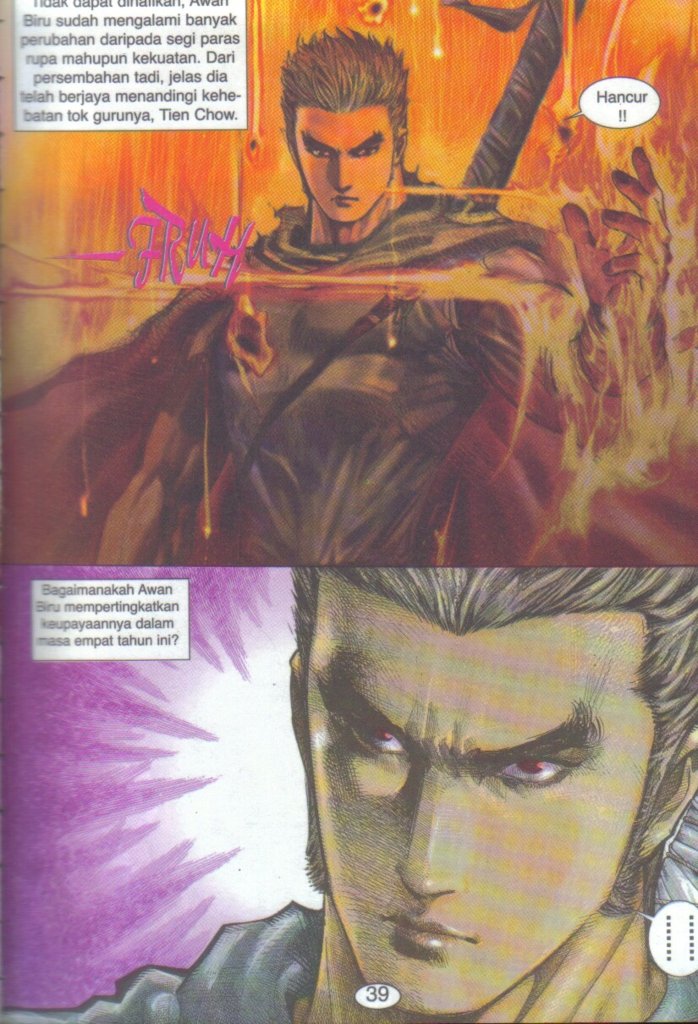 Tidak dapat dinafikan, Awan
Biru sudah mengalami banyak
perubahan daripada segi paras
rupa mahupun kekuatan. Dari
persembahan tadi, jelas dia
telah berjaya menandingi kehe-
batan tok gurunya, Tien Chow.
Hancur
!!
FRUH
Bagaimanakah Awan
Biru mempertingkatkan
keupayaannya dalam
masa empat tahun ini?
39